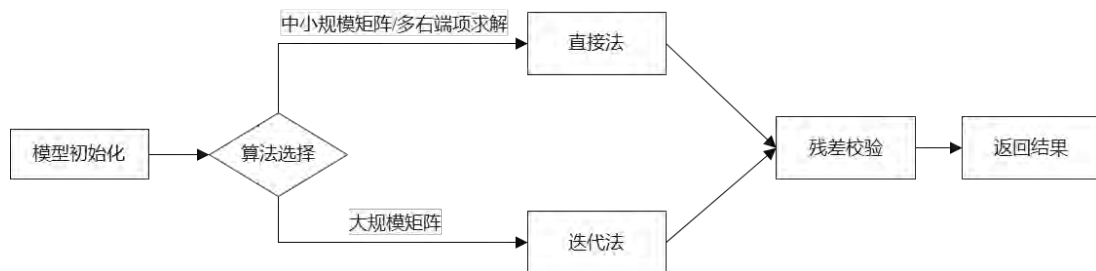 中小规模矩阵/多右端项求解
直接法
模型初始化
算法选择
残差校验
返回结果
大规模矩阵
迭代法